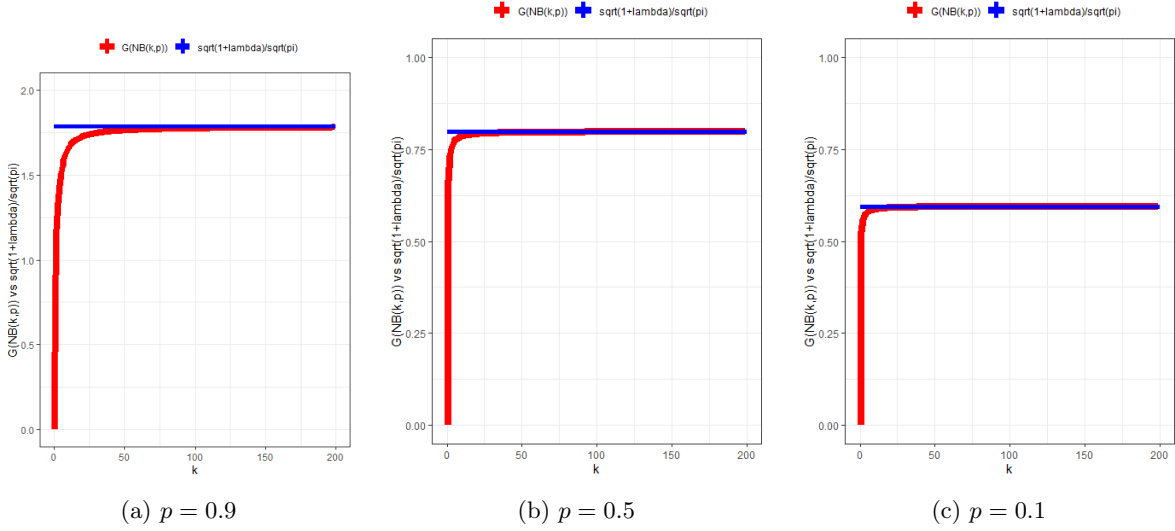 G(NB(k,p)) sqrt(1+lambda)/sqrt(pi)
G(NB(k,p)) vs sqrt(1+lambda)/sqrt(pi)
2.0
1.5
1.0
0.5
0.0
0 50 100 150 200
k
(a) p = 0.9
G(NB(k,p)) sqrt(1+lambda)/sqrt(pi)
G(NB(k,p)) vs sqrt(1+lambda)/sqrt(pi)
1.00
0.75
0.50
0.25
0.00
0 50 100 150 200
k
(b) p = 0.5
G(NB(k,p)) sqrt(1+lambda)/sqrt(pi)
G(NB(k,p)) vs sqrt(1+lambda)/sqrt(pi)
1.00
0.75
0.50
0.25
0.00
0 50 100 150 200
k
(c) p = 0.1